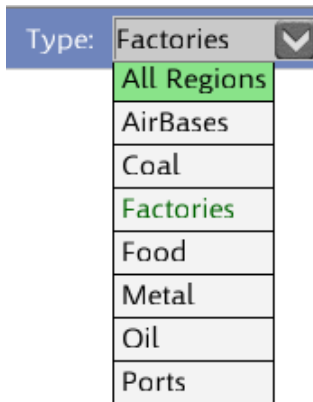 Type: Factories
All Regions
AirBases
Coal
Factories
Food
Metal
Oil
Ports